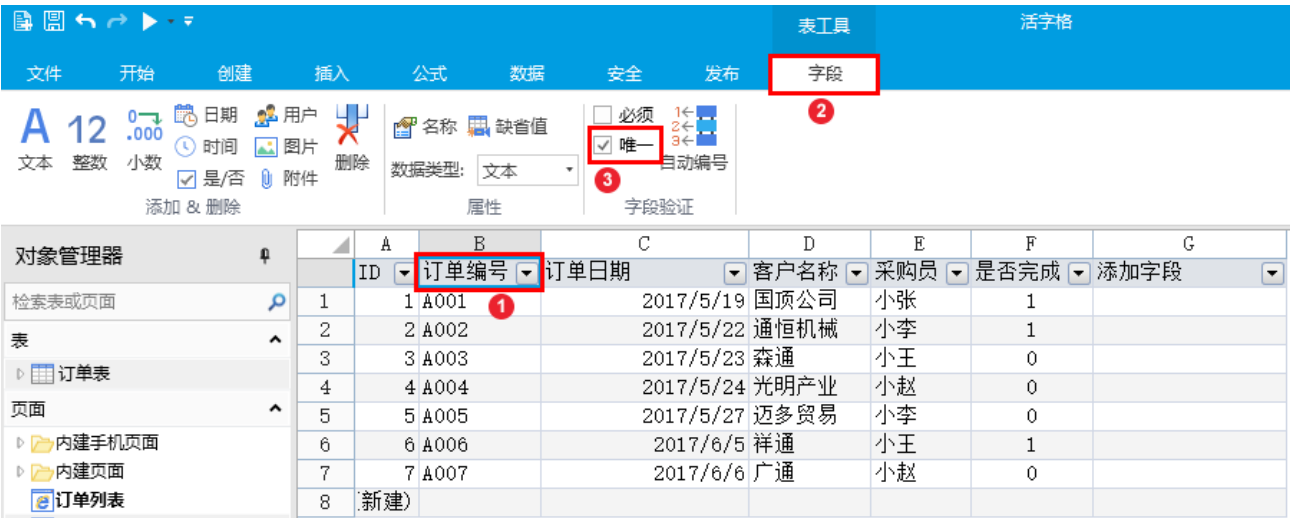 表工具 活字格
文件 开始 创建 插入 公式 数据 安全 发布 字段
2
A 12 0 .000 日期 用户 名称 缺省值 必须 1 2 3
时间 图片 唯一
文本 整数 小数 删除 数据类型: 文本 自动编号
是/否 附件 3
添加 & 删除 属性 字段验证
对象管理器
检索表或页面
表
订单表
页面
内建手机页面
内建页面
订单列表
A B C D E F G
ID 订单编号 订单日期 客户名称 采购员 是否完成 添加字段
1 1 A001 2017/5/19 国顶公司 小张 1
1
2 2 A002 2017/5/22 通恒机械 小李 1
3 3 A003 2017/5/23 森通 小王 0
4 4 A004 2017/5/24 光明产业 小赵 0
5 5 A005 2017/5/27 迈多贸易 小李 0
6 6 A006 2017/6/5 祥通 小王 1
7 7 A007 2017/6/6 广通 小赵 0
8 新建)